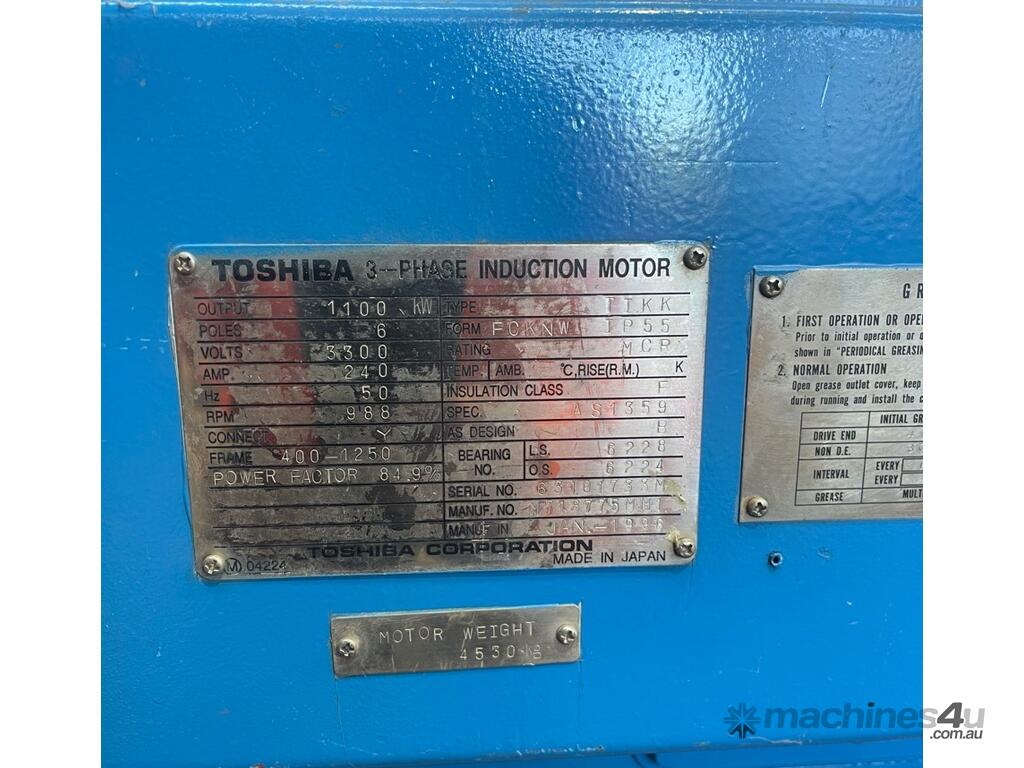 TOSHIBA 3-PHASE INDUCTION MOTOR
OUTPUT 1100 kW TYPE TIKK
POLES 6 FORM FCKNW IP55
VOLTS 3300 RATING MCR
AMP. 240 TEMP. AMB. °C,RISE(R.M.) K
Hz 50 INSULATION CLASS F
RPM 988 SPEC. AS1359
CONNECT. Y AS DESIGN B
FRAME 400-1250 BEARING NO. L.S. 6228
POWER FACTOR 84.9% O.S. 6224
SERIAL NO.
MANUF. NO.
MANUF IN JAN.-1996
TOSHIBA CORPORATION
(M) 04224 MADE IN JAPAN
MOTOR WEIGHT
4530 kg
G R
1. FIRST OPERATION OR OPE
Prior to initial operation or
shown in "PERIODICAL GREASIN
2. NORMAL OPERATION
Open grease outlet cover, keep
during running and install the c
INITIAL GR
DRIVE END
NON D.E.
INTERVAL EVERY
EVERY
GREASE MULT
machines4u
.com.au